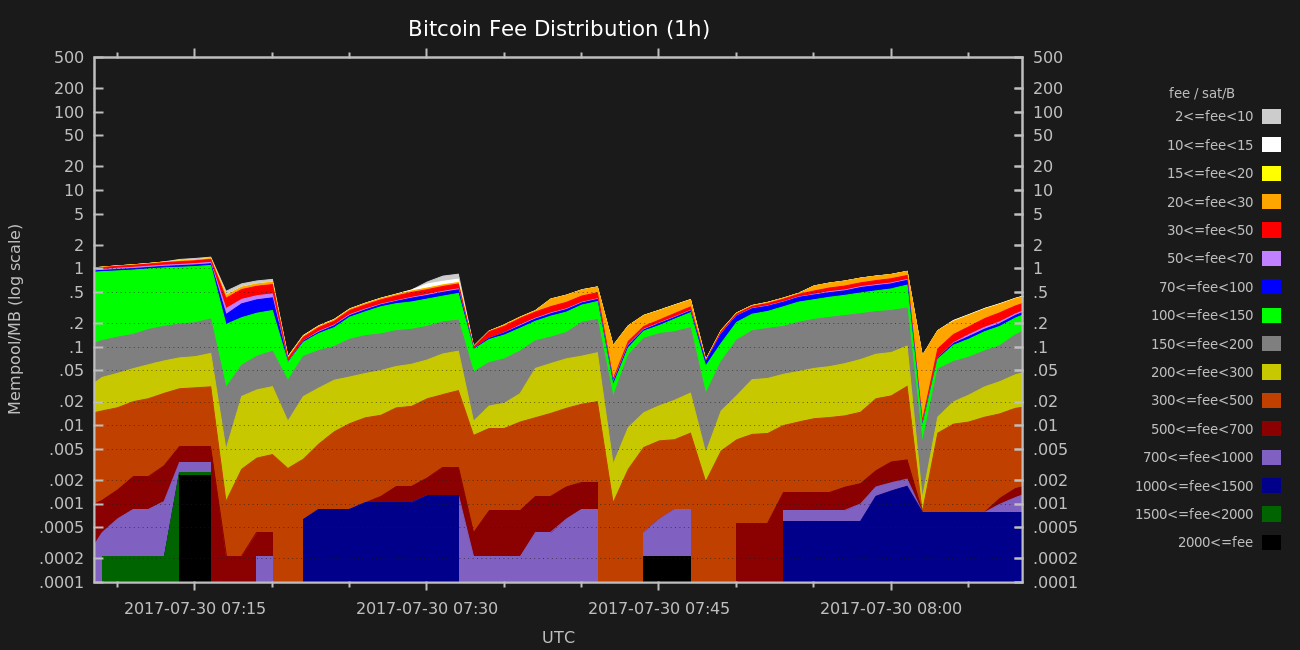 Bitcoin Fee Distribution (1h)
500 500
200 200
100 100
50 50
20 20
10 10
5 5
2 2
1 1
.5 .5
.2 .2
.1 .1
.05 .05
.02 .02
.01 .01
.005 .005
.002 .002
.001 .001
.0005 .0005
.0002 .0002
.0001 .0001
Mempool/MB (log scale)
2017-07-30 07:15 2017-07-30 07:30 2017-07-30 07:45 2017-07-30 08:00
UTC
fee / sat/B
2<=fee<10
10<=fee<15
15<=fee<20
20<=fee<30
30<=fee<50
50<=fee<70
70<=fee<100
100<=fee<150
150<=fee<200
200<=fee<300
300<=fee<500
500<=fee<700
700<=fee<1000
1000<=fee<1500
1500<=fee<2000
2000<=fee